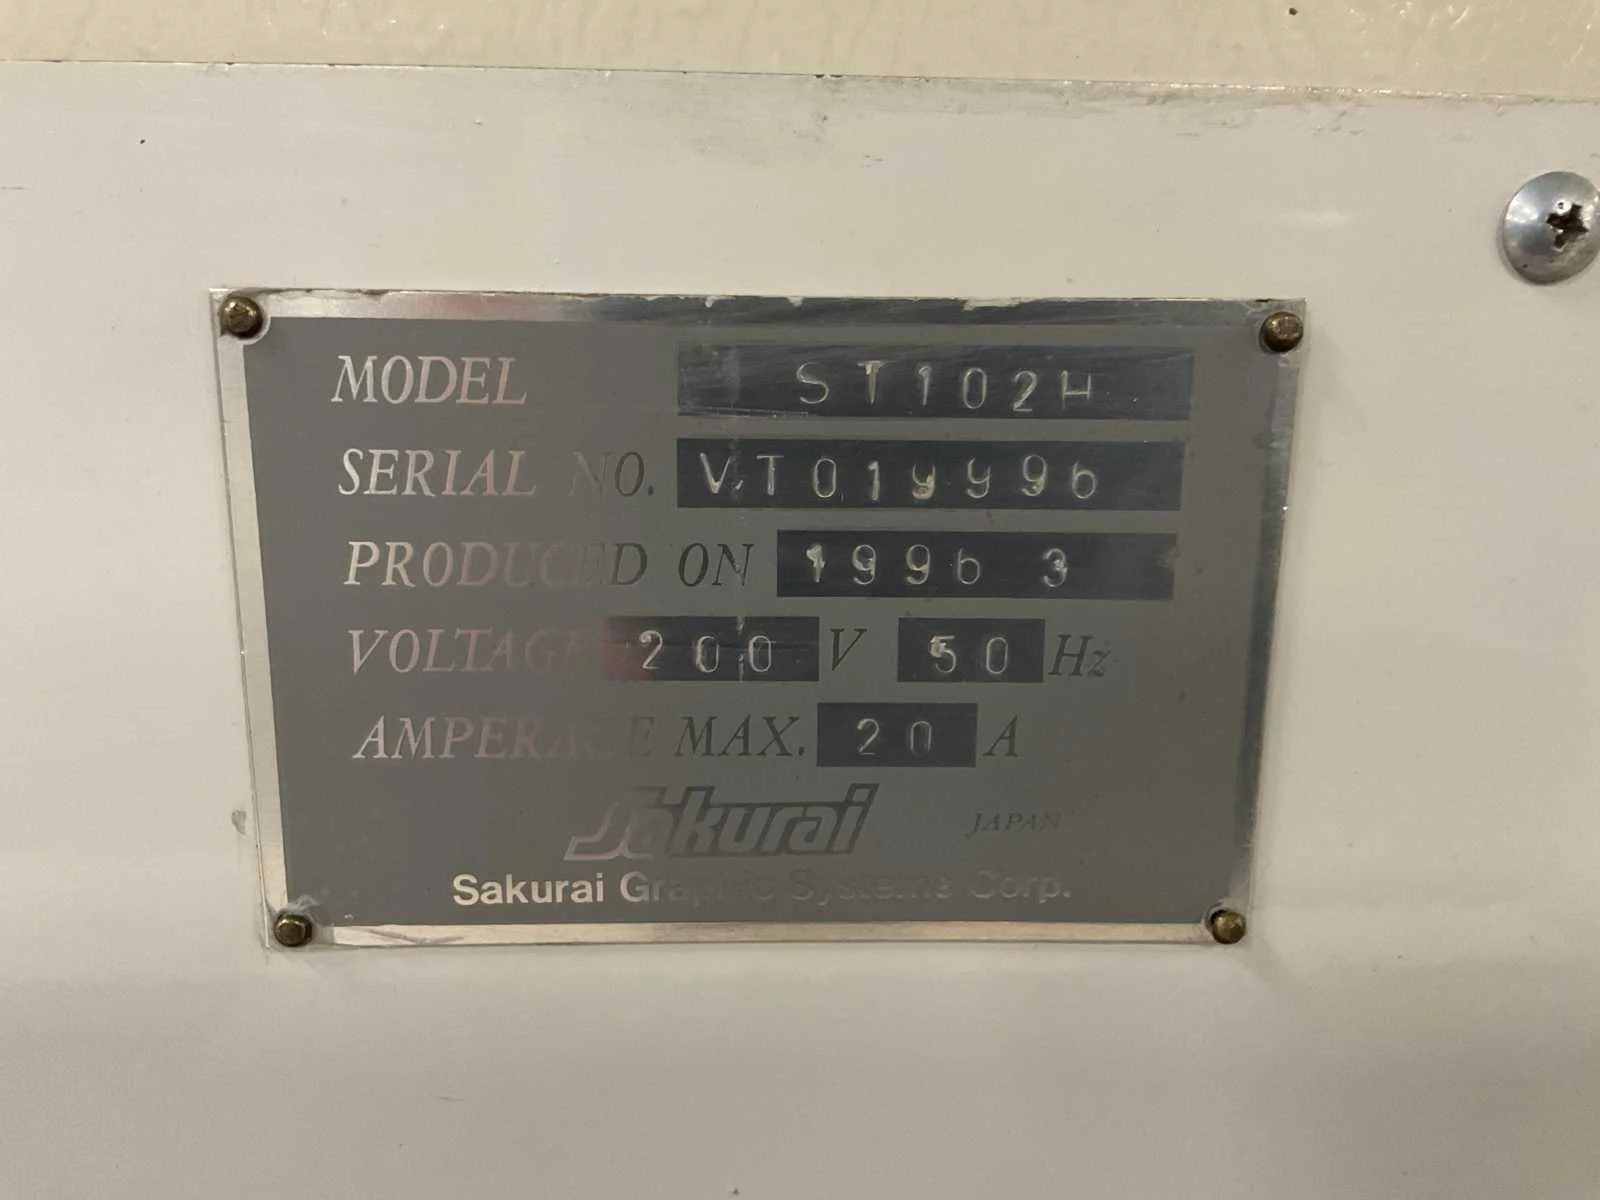 MODEL ST102H
SERIAL NO. VT019996
PRODUCED ON 1996 3
VOLTAGE 200 V 50 Hz
AMPERAGE MAX. 20 A
Sakurai JAPAN
Sakurai Graphic Systems Corp.